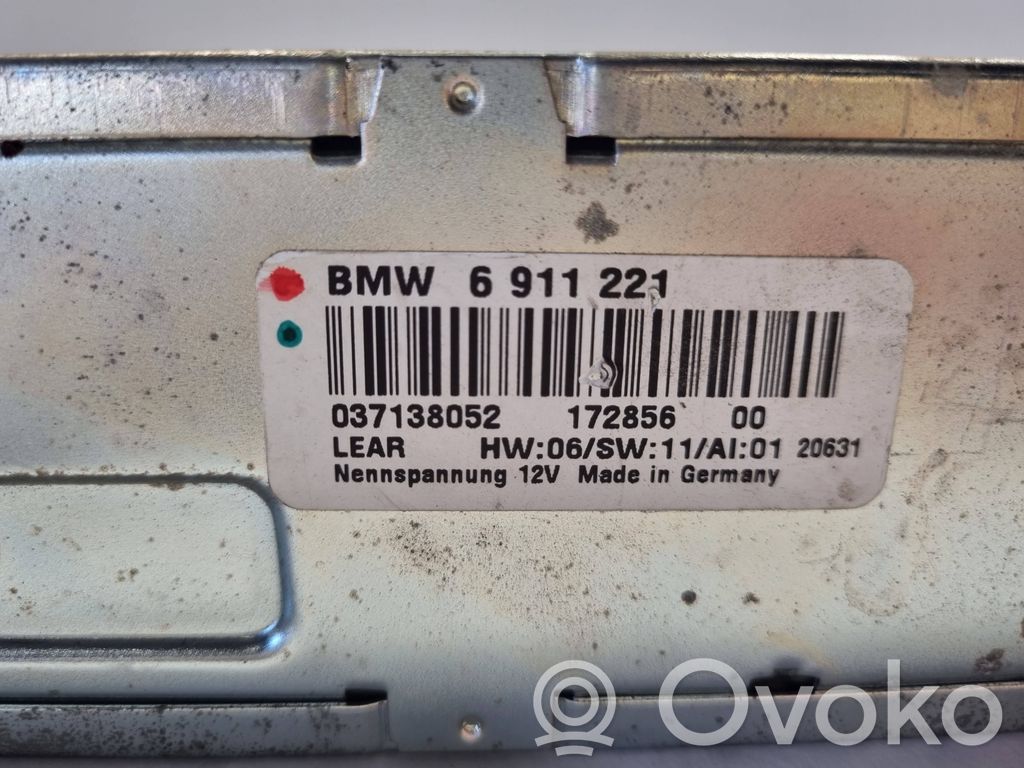 BMW 6 911 221
037138052 172856 00
LEAR HW:06/SW:11/AI:01 20631
Nennspannung 12V Made in Germany
Ovoko